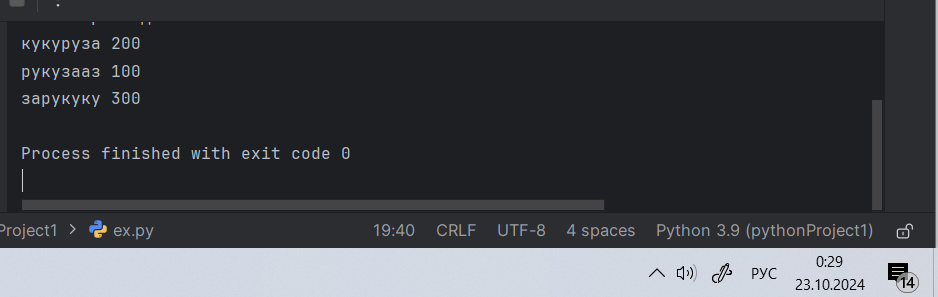 кукуруза 200
рукузааз 100
зарукуку 300
Process finished with exit code 0
Project1 > ex.py 19:40 CRLF UTF-8 4 spaces Python 3.9 (pythonProject1)
РУС 0:29
23.10.2024 14